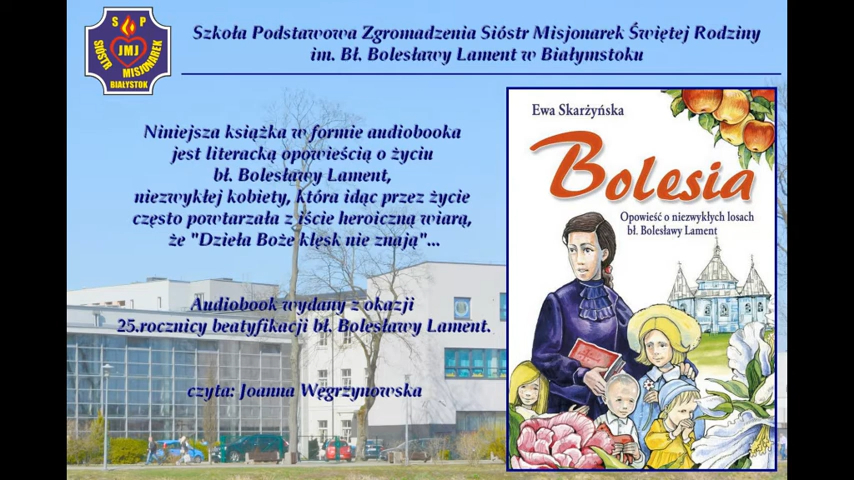 S P
SIÓSTR
JMJ
MISJONAREK
BIAŁYSTOK
Szkoła Podstawowa Zgromadzenia Sióstr Misjonarek Świętej Rodziny
im. Bł. Bolesławy Lament w Białymstoku
Niniejsza książka w formie audiobooka
jest literacką opowieścią o życiu
bł. Bolesławy Lament,
niezwykłej kobiety, która idąc przez życie
często powtarzała z iście heroiczną wiarą,
że "Dzieła Boże klęsk nie znają"...
Audiobook wydany z okazji
25.rocznicy beatyfikacji bł. Bolesławy Lament.
czyta: Joanna Węgrzynowska
Ewa Skarżyńska
Bolesia
Opowieść o niezwykłych losach
bł. Bolesławy Lament